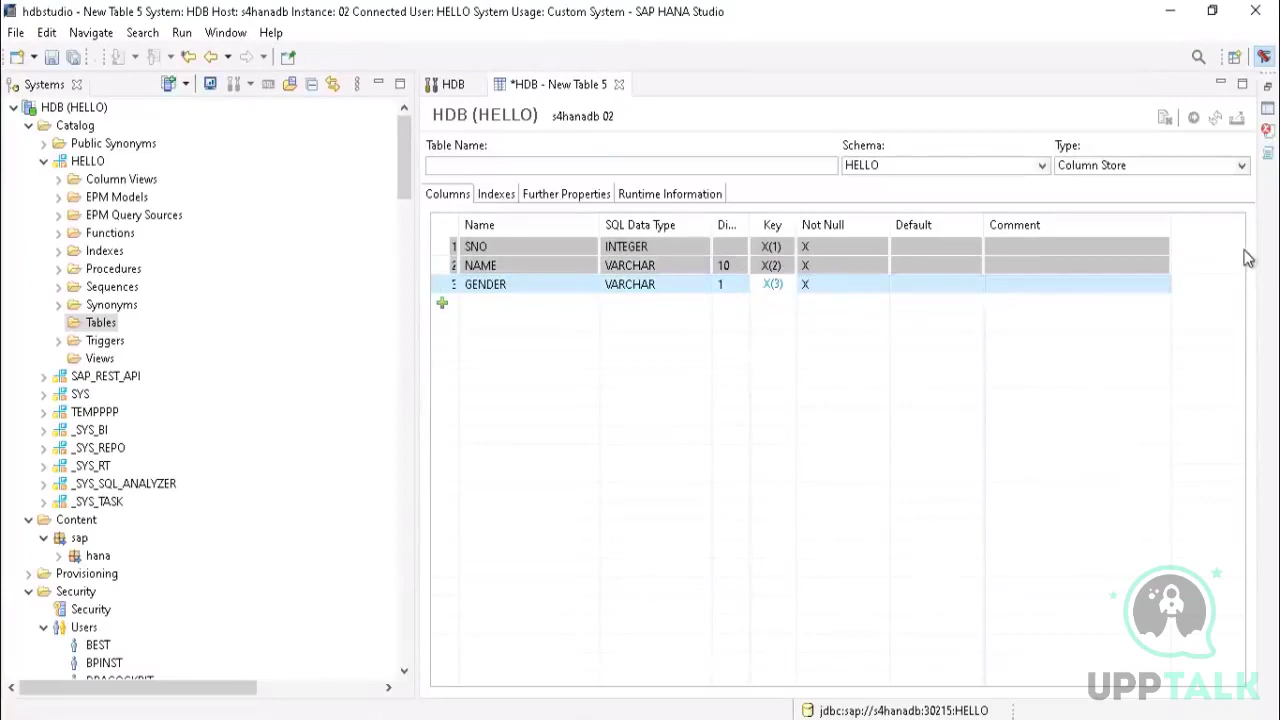 hdbstudio - New Table 5 System: HDB Host: s4hanadb Instance: 02 Connected User: HELLO System Usage: Custom System - SAP HANA Studio
File Edit Navigate Search Run Window Help
Systems
HDB
*HDB - New Table 5
HDB (HELLO)
Catalog
Public Synonyms
HELLO
Column Views
EPM Models
EPM Query Sources
Functions
Indexes
Procedures
Sequences
Synonyms
Tables
Triggers
Views
SAP_REST_API
SYS
TEMPPPP
_SYS_BI
_SYS_REPO
_SYS_RT
_SYS_SQL_ANALYZER
_SYS_TASK
Content
sap
hana
Provisioning
Security
Security
Users
BEST
BPINST
HDB (HELLO) s4hanadb 02
Table Name: Schema: Type:
HELLO Column Store
Columns Indexes Further Properties Runtime Information
Name SQL Data Type Di... Key Not Null Default Comment
1 SNO INTEGER X(1) X
2 NAME VARCHAR 10 X(2) X
3 GENDER VARCHAR 1 X(3) X
UPPTALK
jdbc:sap://s4hanadb:30215:HELLO